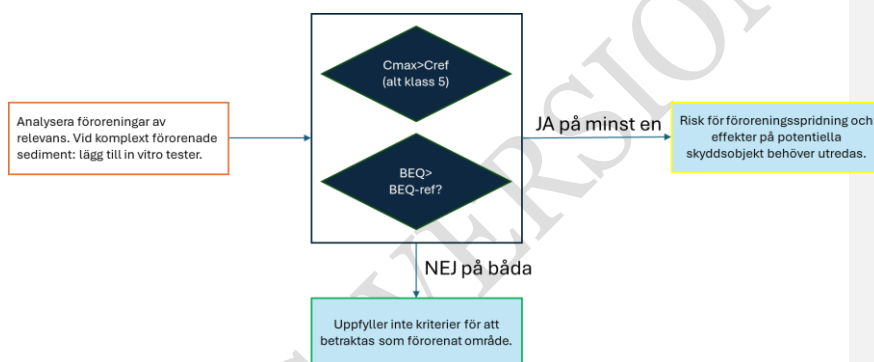 Analysera föroreningar av
relevans. Vid komplext förorenade
sediment: lägg till in vitro tester.
Cmax>Cref
(alt klass 5)
BEQ>
BEQ-ref?
JA på minst en
Risk för föroreningsspridning och
effekter på potentiella
skyddsobjekt behöver utredas.
NEJ på båda
Uppfyller inte kriterier för att
betraktas som förorenat område.
VERSION